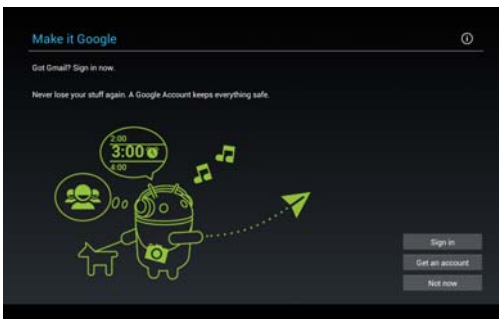 Make it Google
Got Gmail? Sign in now.
Never lose your stuff again. A Google Account keeps everything safe.
2:00
3:00
4:00
Sign in
Get an account
Not now